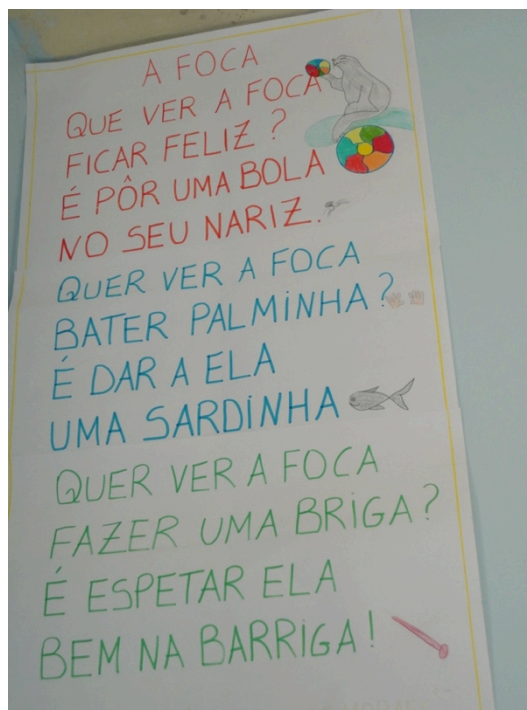 A FOCA
QUE VER A FOCA
FICAR FELIZ?
É PÔR UMA BOLA
NO SEU NARIZ.
QUER VER A FOCA
BATER PALMINHA?
É DAR A ELA
UMA SARDINHA
QUER VER A FOCA
FAZER UMA BRIGA?
É ESPETAR ELA
BEM NA BARRIGA!